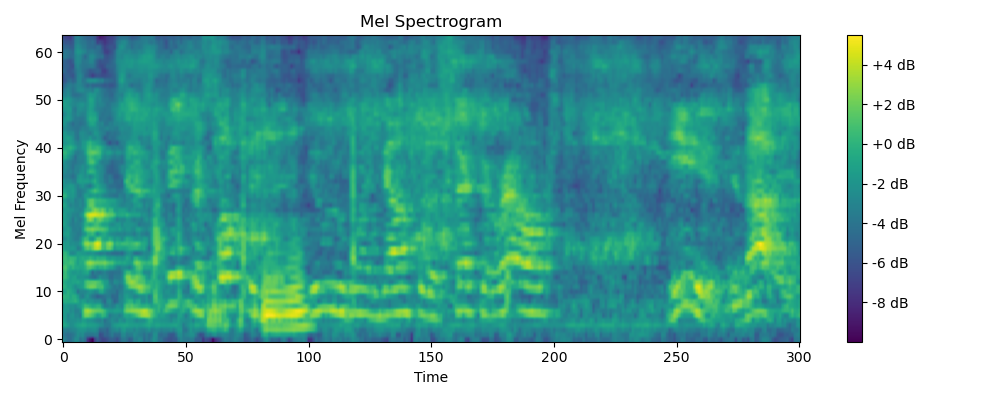 Mel Spectrogram
Mel Frequency
60
50
40
30
20
10
0
0 50 100 150 200 250 300
Time
+4 dB
+2 dB
+0 dB
-2 dB
-4 dB
-6 dB
-8 dB